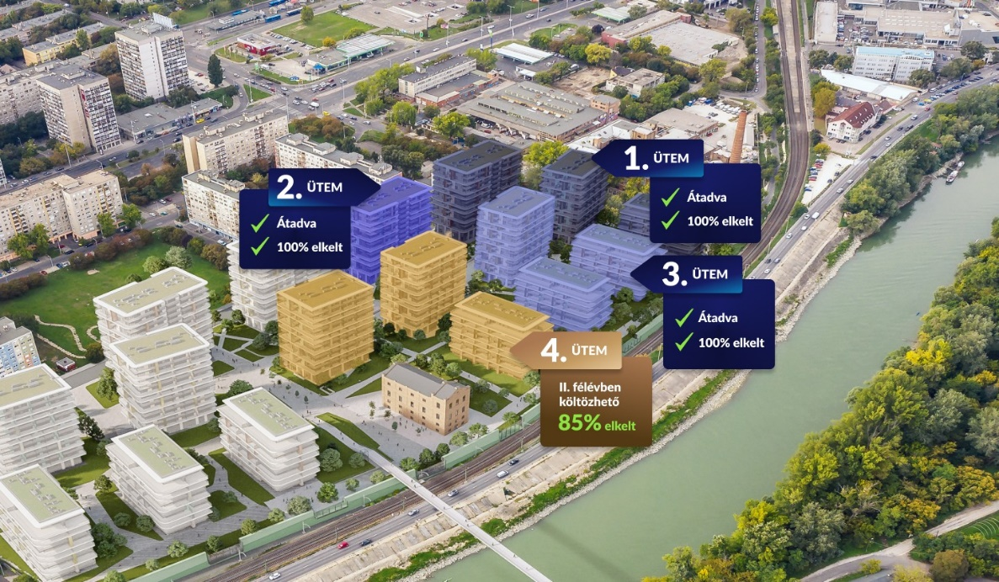 1. ÜTEM
Átadva
100% elkelt
2. ÜTEM
Átadva
100% elkelt
3. ÜTEM
Átadva
100% elkelt
4. ÜTEM
II. félévben
költözhető
85% elkelt